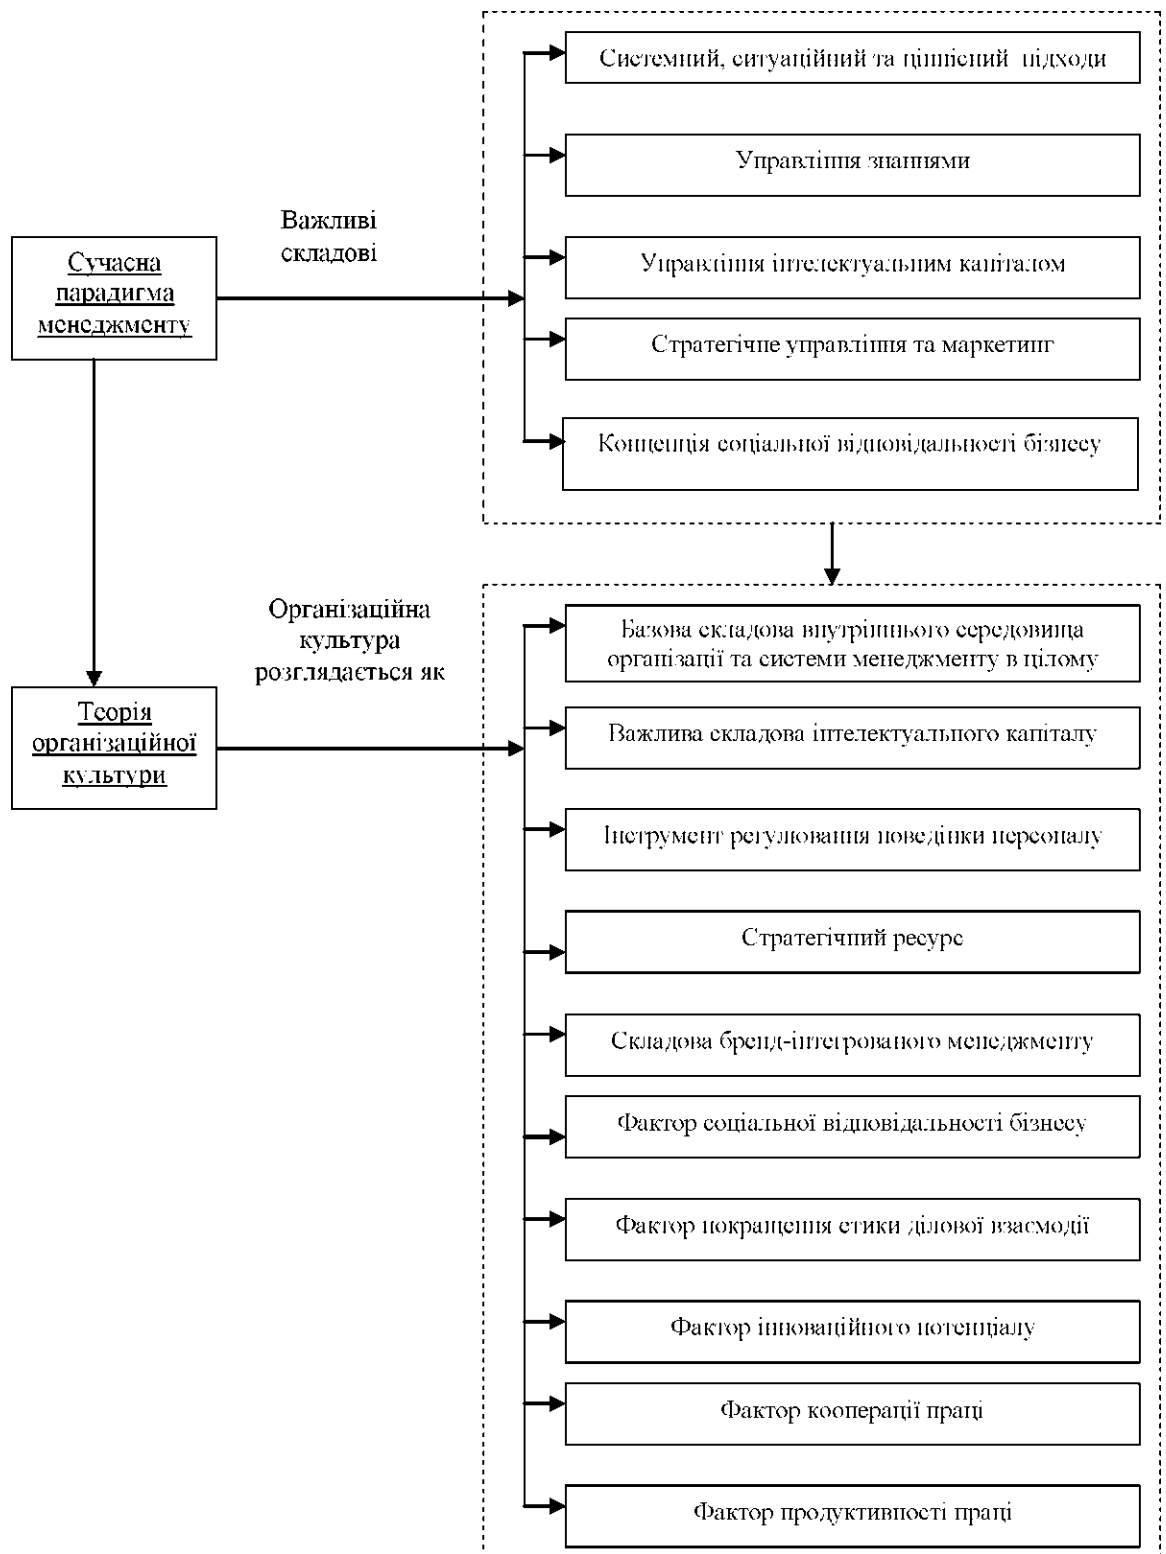 Системний, ситуаційний та ціннісний підходи
Управління знаннями
Важливі
складові
Сучасна
парадигма
менеджменту
Управління інтелектуальним капіталом
Стратегічне управління та маркетинг
Концепція соціальної відповідальності бізнесу
Організаційна
культура
розглядається як
Базова складова внутрішнього середовища
організації та системи менеджменту в цілому
Теорія
організаційної
культури
Важлива складова інтелектуального капіталу
Інструмент регулювання поведінки персоналу
Стратегічний ресурс
Складова бренд-інтегрованого менеджменту
Фактор соціальної відповідальності бізнесу
Фактор покращення етики ділової взаємодії
Фактор інноваційного потенціалу
Фактор кооперації праці
Фактор продуктивності праці